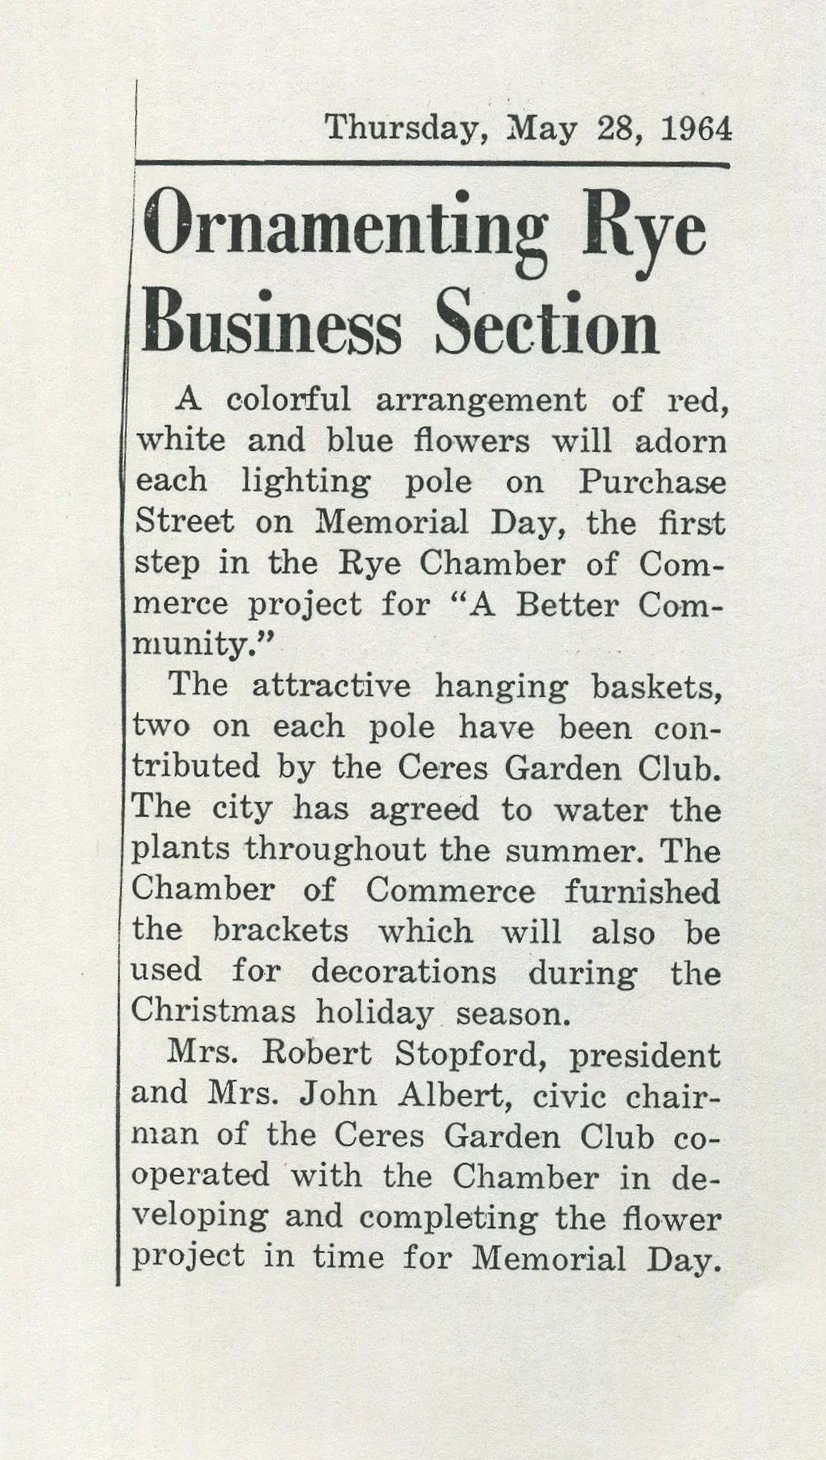 Thursday, May 28, 1964
Ornamenting Rye
Business Section
A colorful arrangement of red,
white and blue flowers will adorn
each lighting pole on Purchase
Street on Memorial Day, the first
step in the Rye Chamber of Com-
merce project for “A Better Com-
munity.”
The attractive hanging baskets,
two on each pole have been con-
tributed by the Ceres Garden Club.
The city has agreed to water the
plants throughout the summer. The
Chamber of Commerce furnished
the brackets which will also be
used for decorations during the
Christmas holiday season.
Mrs. Robert Stopford, president
and Mrs. John Albert, civic chair-
man of the Ceres Garden Club co-
operated with the Chamber in de-
veloping and completing the flower
project in time for Memorial Day.